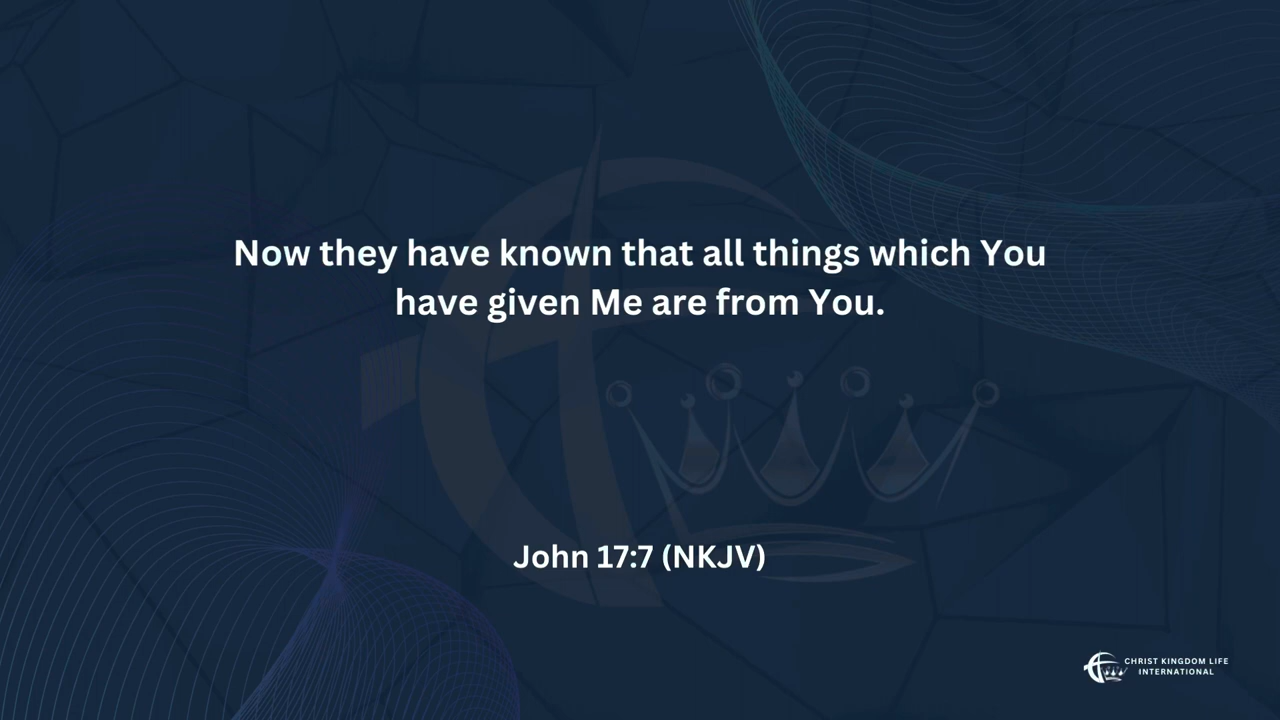 Now they have known that all things which You
have given Me are from You.
John 17:7 (NKJV)
CHRIST KINGDOM LIFE
INTERNATIONAL